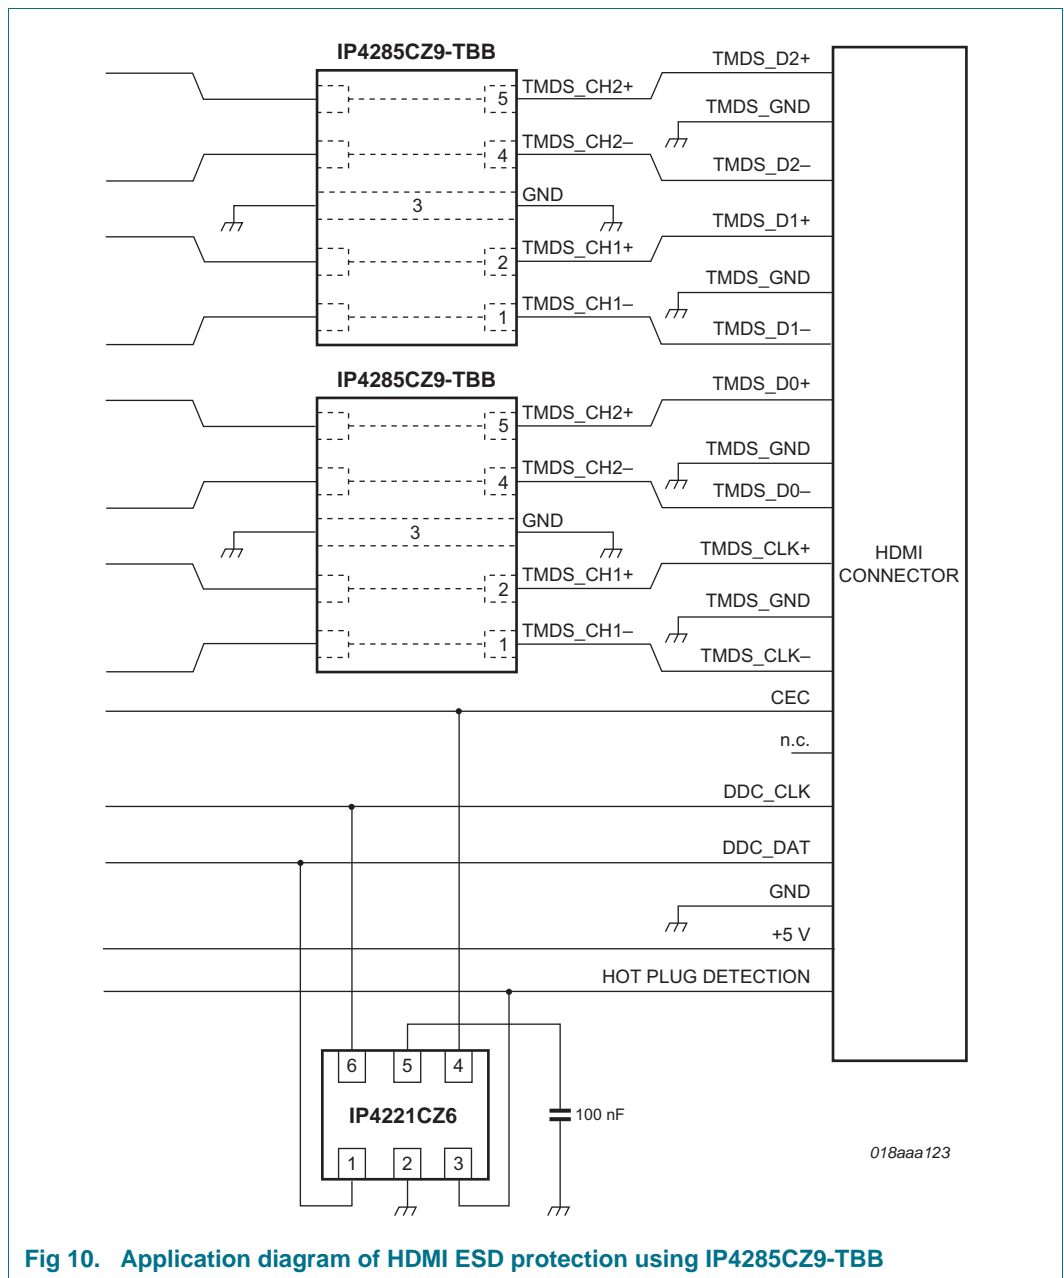 IP4285CZ9-TBB
TMDS_D2+
5
TMDS_CH2+
TMDS_GND
4
TMDS_CH2–
TMDS_D2–
3
GND
TMDS_D1+
2
TMDS_CH1+
TMDS_GND
1
TMDS_CH1–
TMDS_D1–
IP4285CZ9-TBB
TMDS_D0+
5
TMDS_CH2+
TMDS_GND
4
TMDS_CH2–
TMDS_D0–
3
GND
TMDS_CLK+
HDMI
CONNECTOR
2
TMDS_CH1+
TMDS_GND
1
TMDS_CH1–
TMDS_CLK–
CEC
n.c.
DDC_CLK
DDC_DAT
GND
+5 V
HOT PLUG DETECTION
6 5 4
IP4221CZ6
100 nF
1 2 3
018aaa123
Fig 10. Application diagram of HDMI ESD protection using IP4285CZ9-TBB